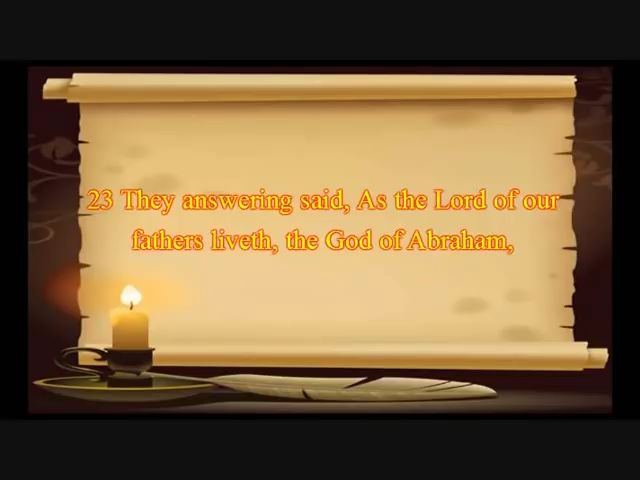 23 They answering said, As the Lord of our
fathers liveth, the God of Abraham,